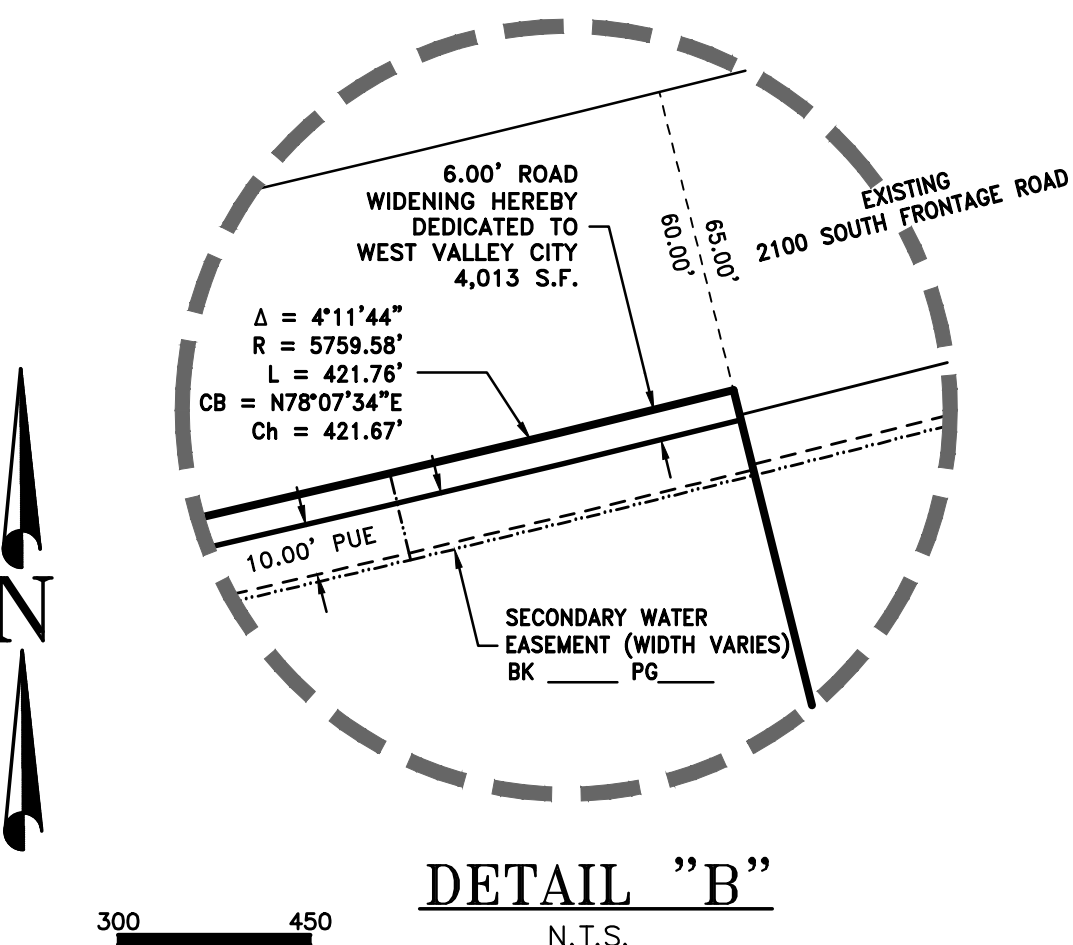 6.00' ROAD
WIDENING HEREBY
DEDICATED TO
WEST VALLEY CITY
4,013 S.F.
EXISTING
2100 SOUTH FRONTAGE ROAD
60.00'
65.00'
Δ = 4°11'44"
R = 5759.58'
L = 421.76'
CB = N78°07'34"E
Ch = 421.67'
10.00' PUE
SECONDARY WATER
EASEMENT (WIDTH VARIES)
BK _____ PG____
N
DETAIL "B"
N.T.S.
300 450